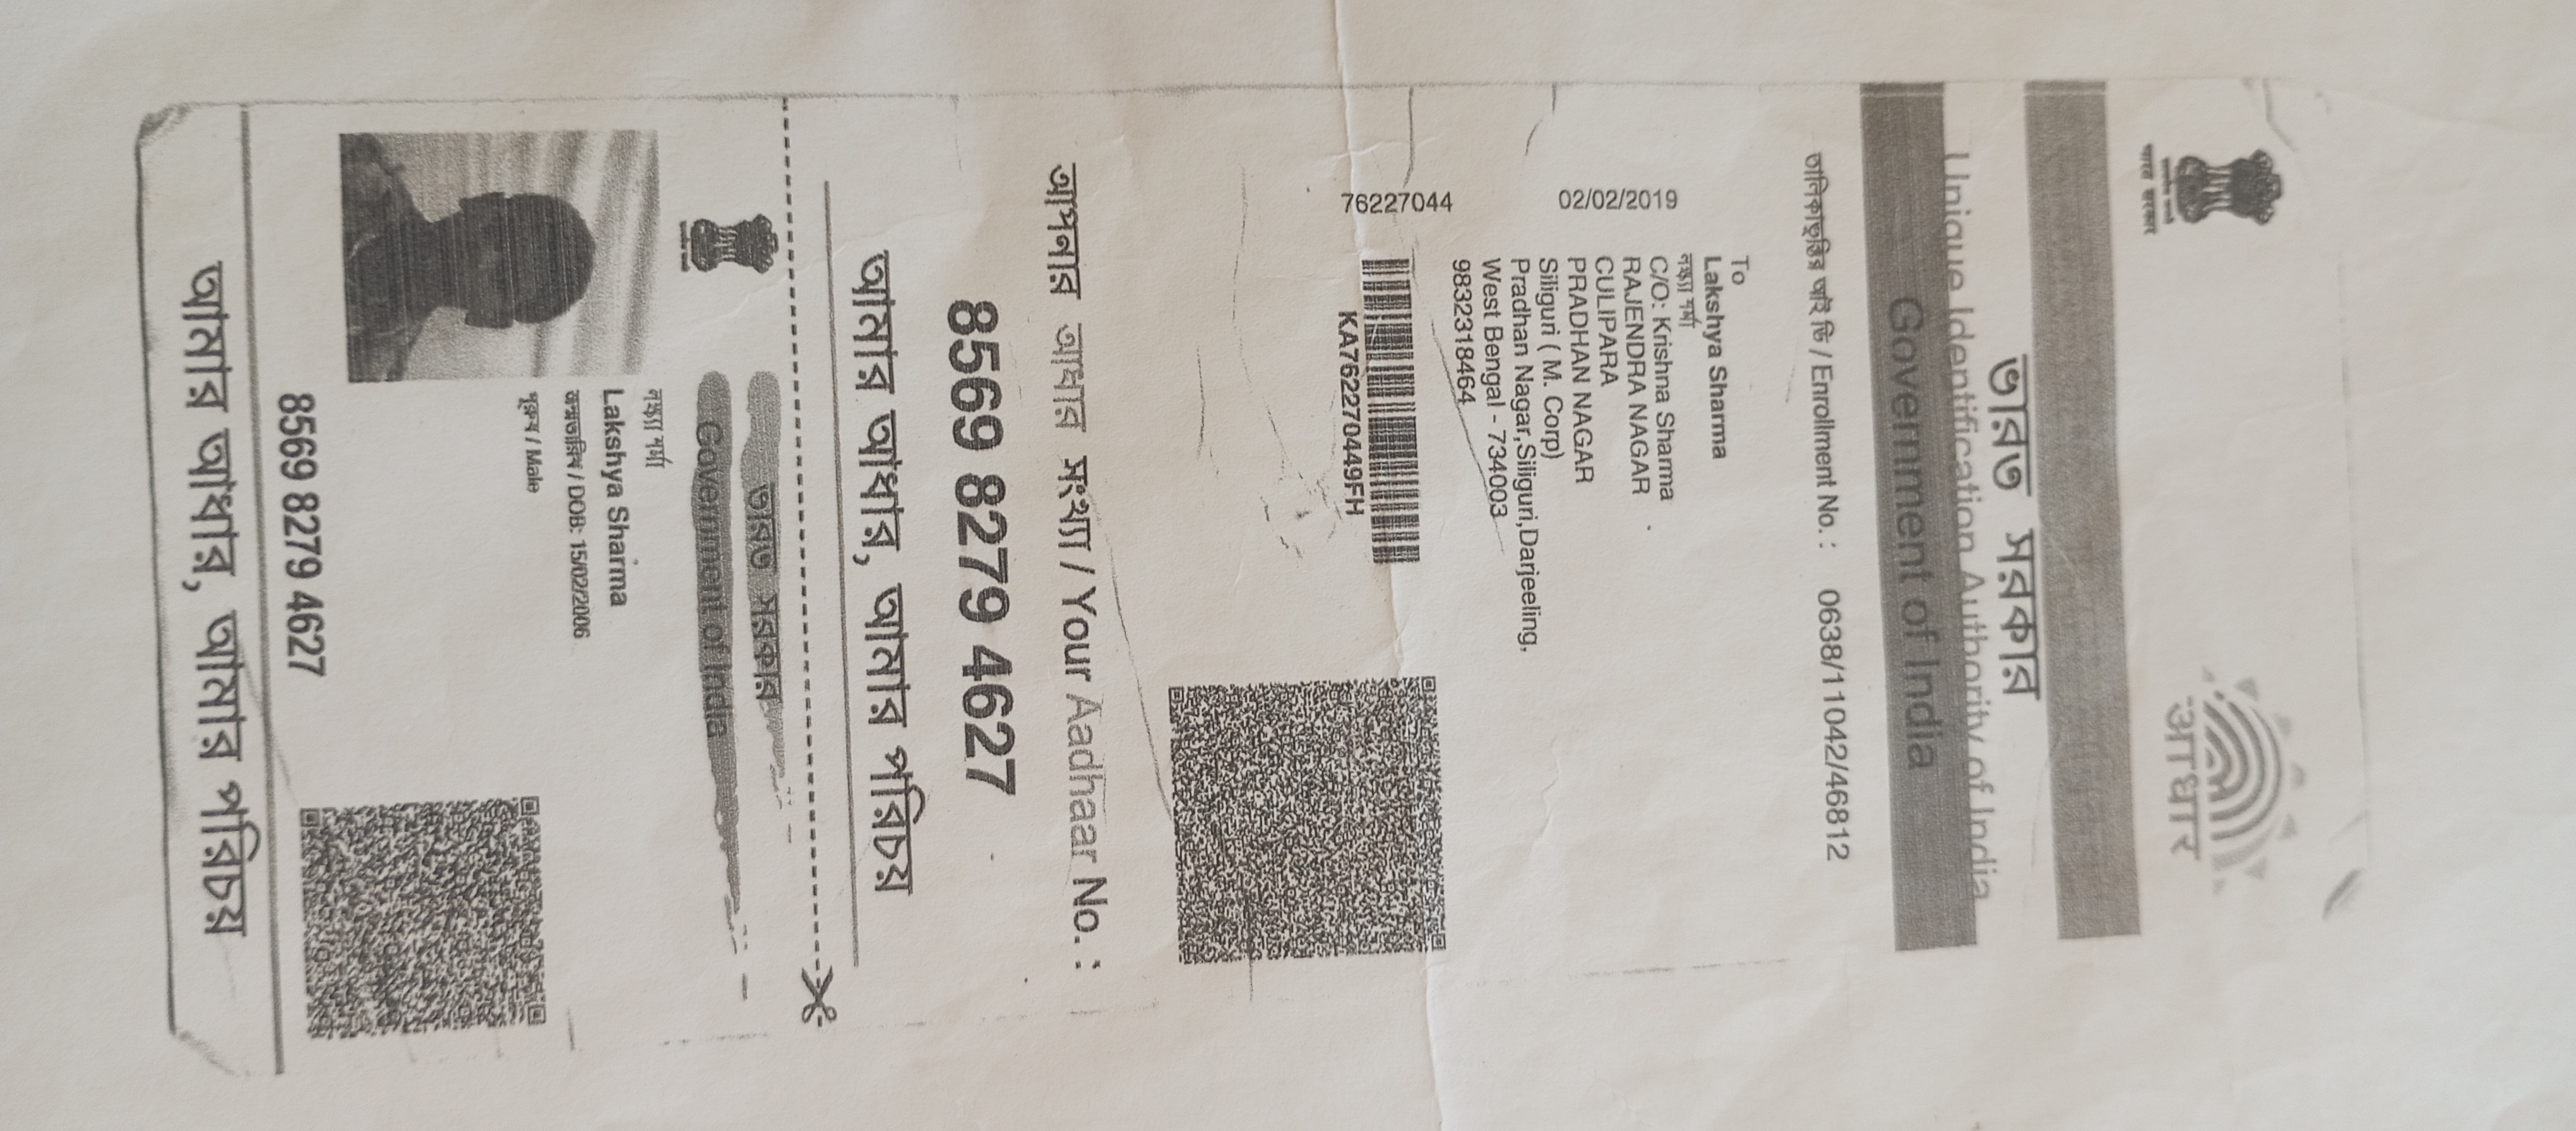 ভারত সরকার
Unique Identification Authority of India
Government of India
आधार
তালিকাভুক্তির আই ডি / Enrollment No. : 0638/11042/46812
To
Lakshya Sharma
লক্ষ্য শর্মা
C/O: Krishna Sharma
RAJENDRA NAGAR
CULIPARA
PRADHAN NAGAR
Siliguri ( M. Corp)
Pradhan Nagar,Siliguri,Darjeeling,
West Bengal - 734003
9832318464
02/02/2019
76227044
KA762270449FH
আপনার আধার সংখ্যা / Your Aadhaar No. :
8569 8279 4627
আমার আধার, আমার পরিচয়
ভারত সরকার
Government of India
লক্ষ্য শর্মা
Lakshya Sharma
জন্মতারিখ / DOB: 15/02/2006
পুরুষ / Male
8569 8279 4627
আমার আধার, আমার পরিচয়